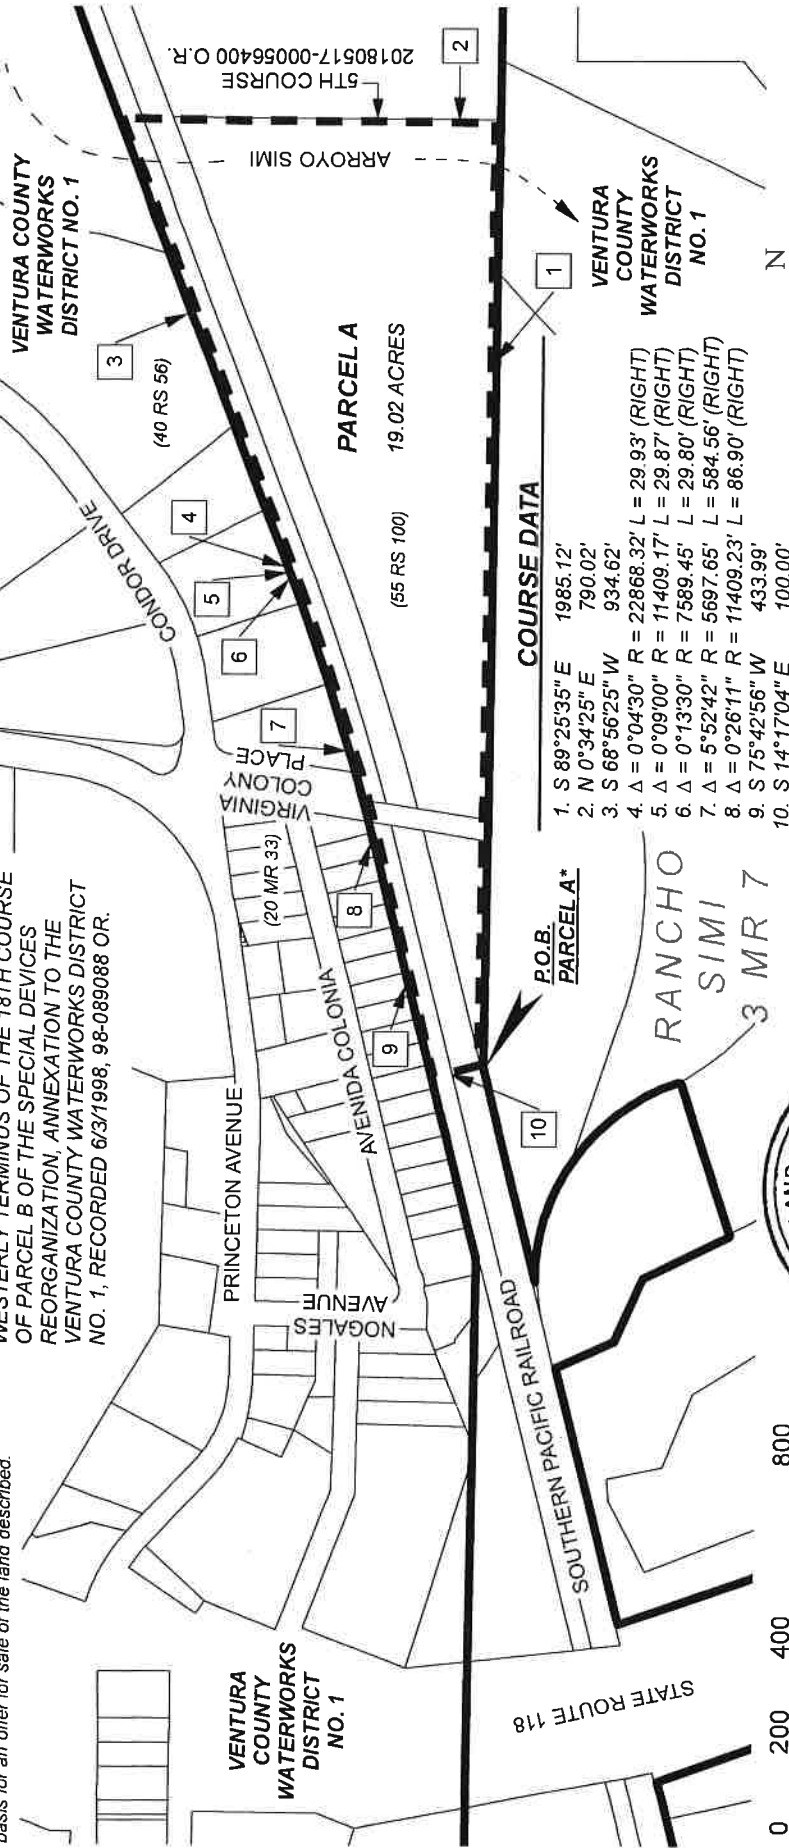 basis for an offer for sale of the land described.
WESTERLY TERMINUS OF THE 18TH COURSE
OF PARCEL B OF THE SPECIAL DEVICES
REORGANIZATION, ANNEXATION TO THE
VENTURA COUNTY WATERWORKS DISTRICT
NO. 1, RECORDED 6/3/1998, 98-089088 OR.
VENTURA COUNTY
WATERWORKS
DISTRICT NO. 1
5TH COURSE
20180517-00056400 O.R.
2
ARROYO SIMI
3
(40 RS 56)
CONDOR DRIVE
4
5
6
7
PARCEL A
19.02 ACRES
(55 RS 100)
1
VENTURA
COUNTY
WATERWORKS
DISTRICT
NO. 1
VIRGINIA
COLONY
PLACE
(20 MR 33)
8
9
10
PRINCETON AVENUE
AVENIDA COLONIA
NOGALES
AVENUE
P.O.B.
PARCEL A*
SOUTHERN PACIFIC RAILROAD
STATE ROUTE 118
VENTURA
COUNTY
WATERWORKS
DISTRICT
NO. 1
RANCHO
SIMI
3 MR 7
COURSE DATA
1. S 89°25'35" E 1985.12'
2. N 0°34'25" E 790.02'
3. S 68°56'25" W 934.62'
4. Δ = 0°04'30" R = 22868.32' L = 29.93' (RIGHT)
5. Δ = 0°09'00" R = 11409.17' L = 29.87' (RIGHT)
6. Δ = 0°13'30" R = 7589.45' L = 29.80' (RIGHT)
7. Δ = 5°52'42" R = 5697.65' L = 584.56' (RIGHT)
8. Δ = 0°26'11" R = 11409.23' L = 86.90' (RIGHT)
9. S 75°42'56" W 433.99'
10. S 14°17'04" E 100.00'
N
0 200 400 800